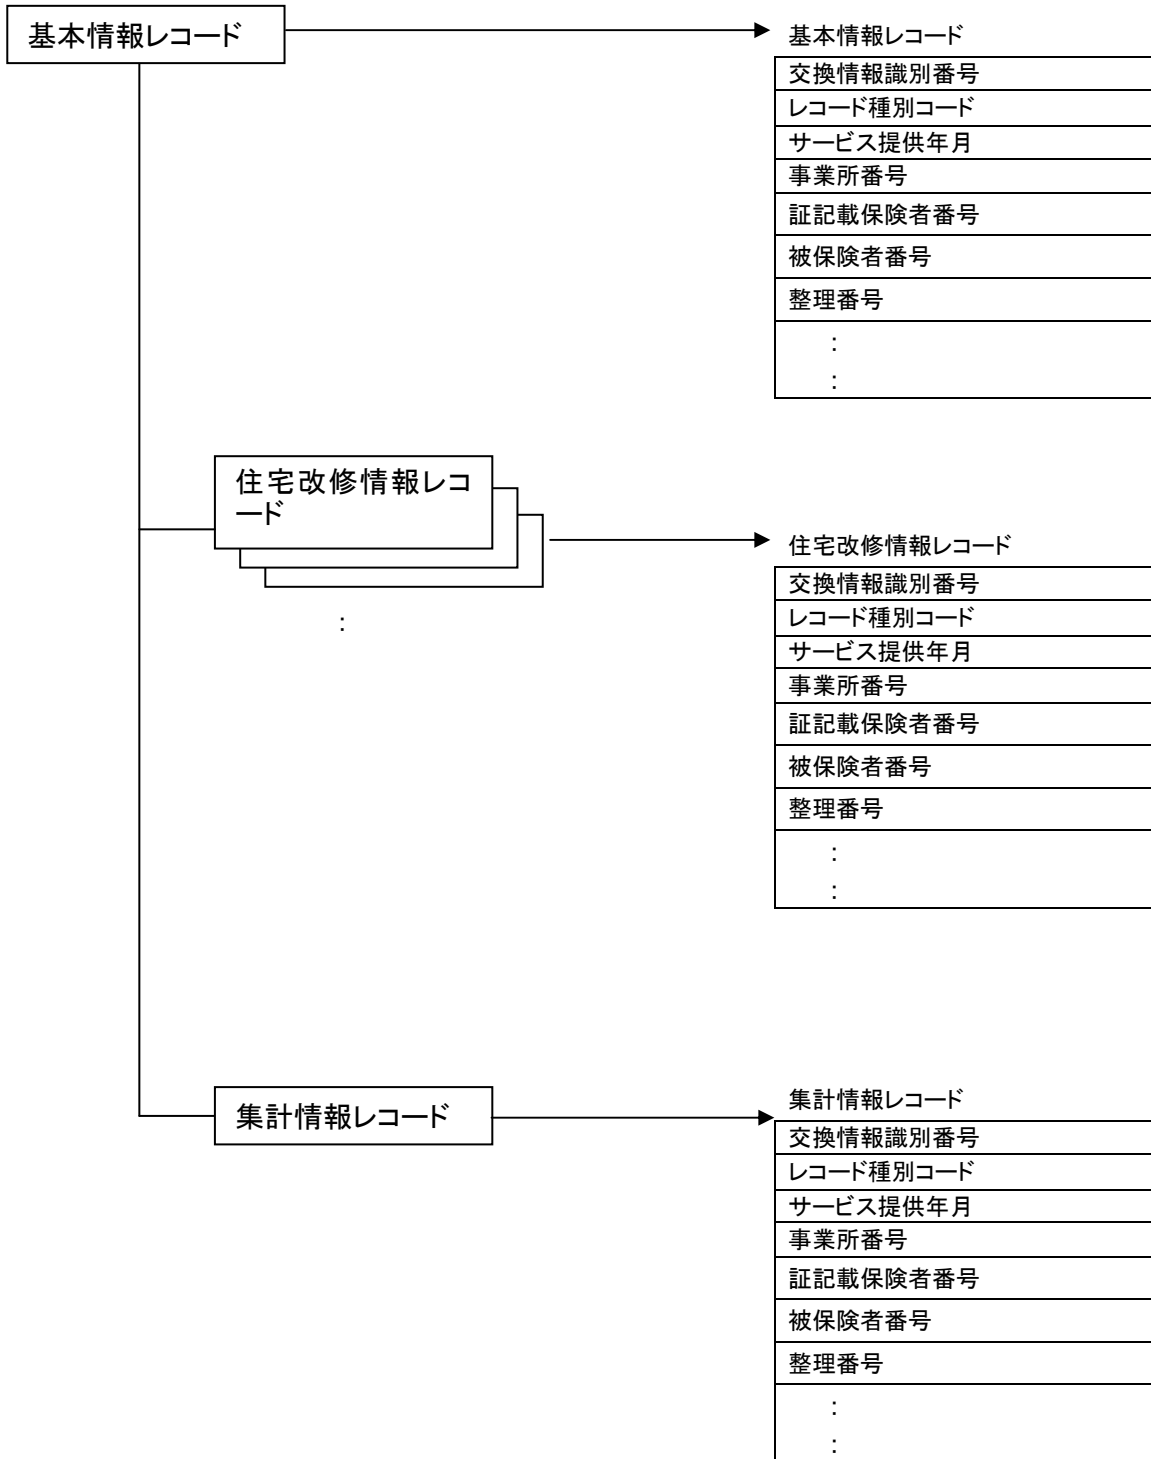 基本情報レコード
基本情報レコード
交換情報識別番号
レコード種別コード
サービス提供年月
事業所番号
証記載保険者番号
被保険者番号
整理番号
:
:
住宅改修情報レコ
ード
:
住宅改修情報レコード
交換情報識別番号
レコード種別コード
サービス提供年月
事業所番号
証記載保険者番号
被保険者番号
整理番号
:
:
集計情報レコード
集計情報レコード
交換情報識別番号
レコード種別コード
サービス提供年月
事業所番号
証記載保険者番号
被保険者番号
整理番号
:
: